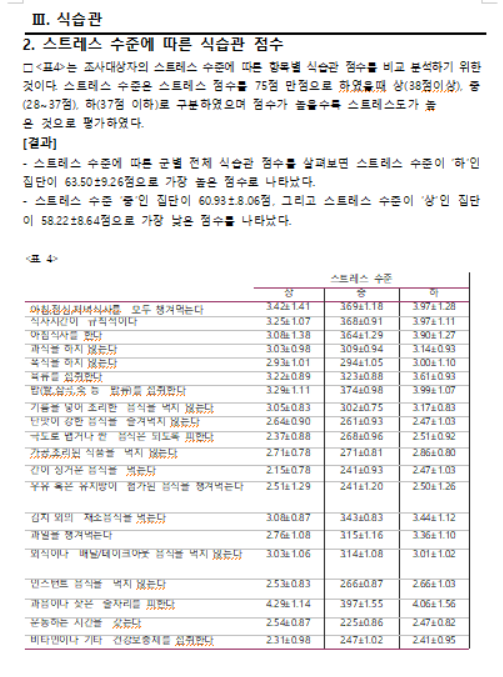 Ⅲ. 식습관
2. 스트레스 수준에 따른 식습관 점수
□ <표4>는 조사대상자의 스트레스 수준에 따른 항목별 식습관 점수를 비교 분석하기 위한
것이다. 스트레스 수준은 스트레스 점수를 75점 만점으로 하였을때 상(38점이상), 중
(28~37점), 하(37점 이하)로 구분하였으며 점수가 높을수록 스트레스도가 높
은 것으로 평가하였다.
[결과]
- 스트레스 수준에 따른 군별 전체 식습관 점수를 살펴보면 스트레스 수준이 '하'인
집단이 63.50±9.26점으로 가장 높은 점수로 나타났다.
- 스트레스 수준 '중'인 집단이 60.93±.8.06점, 그리고 스트레스 수준이 '상'인 집단
이 58.22±8.64점으로 가장 낮은 점수를 나타났다.
<표 4>
스트레스 수준
상 중 하
아침,점심,저녁식사를 모두 챙겨먹는다 3.42±1.41 3.69±1.18 3.97±1.28
식사시간이 규칙적이다 3.25±1.07 3.68±0.91 3.97±1.11
아침식사를 한다 3.08±1.38 3.64±1.29 3.90±1.27
과식을 하지 않는다 3.03±0.98 3.09±0.94 3.14±0.93
폭식을 하지 않는다 2.93±1.01 2.94±1.05 3.00±1.10
육류를 섭취한다 3.22±0.89 3.23±0.88 3.61±0.93
등 섭취한다 3.29±1.11 3.74±0.98 3.99±1.07
기름을 넣어 조리한 음식을 먹지 않는다 3.05±0.83 3.02±0.75 3.17±0.83
단맛이 강한 음식을 즐겨먹지 않는다 2.64±0.90 2.61±0.93 2.47±1.03
극도로 맵거나 짠 음식은 되도록 피한다 2.37±0.88 2.68±0.96 2.51±0.92
가공,조리된 식품을 먹지 않는다 2.71±0.78 2.71±0.81 2.86±0.80
간이 싱거운 음식을 먹는다 2.15±0.78 2.41±0.93 2.47±1.03
우유 혹은 유지방이 첨가된 음식을 챙겨먹는다 2.51±1.29 2.41±1.20 2.50±1.26
김치 외의 채소음식을 먹는다 3.08±0.87 3.43±0.83 3.44±1.12
과일을 챙겨먹는다 2.76±1.08 3.15±1.16 3.36±1.10
외식이나 배달/테이크아웃 음식을 먹지 않는다 3.03±1.06 3.14±1.08 3.01±1.02
인스턴트 음식을 먹지 않는다 2.53±0.83 2.66±0.87 2.66±1.03
과음이나 잦은 술자리를 피한다 4.29±1.14 3.97±1.55 4.06±1.56
운동하는 시간을 갖는다 2.54±0.87 2.25±0.86 2.47±0.82
비타민이나 기타 건강보충제를 섭취한다 2.31±0.98 2.47±1.02 2.41±0.95